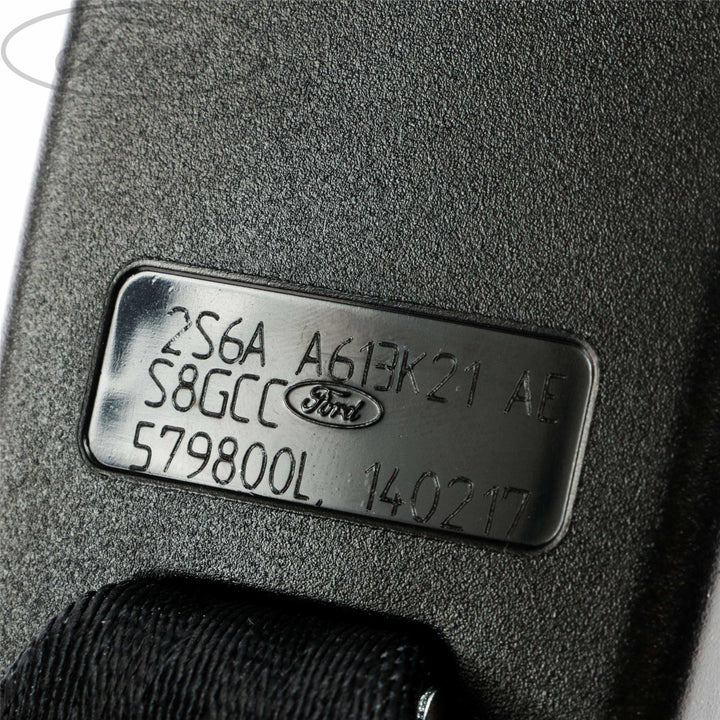 2S6A A613K21 AE
S8GCC Ford
579800L. 140217